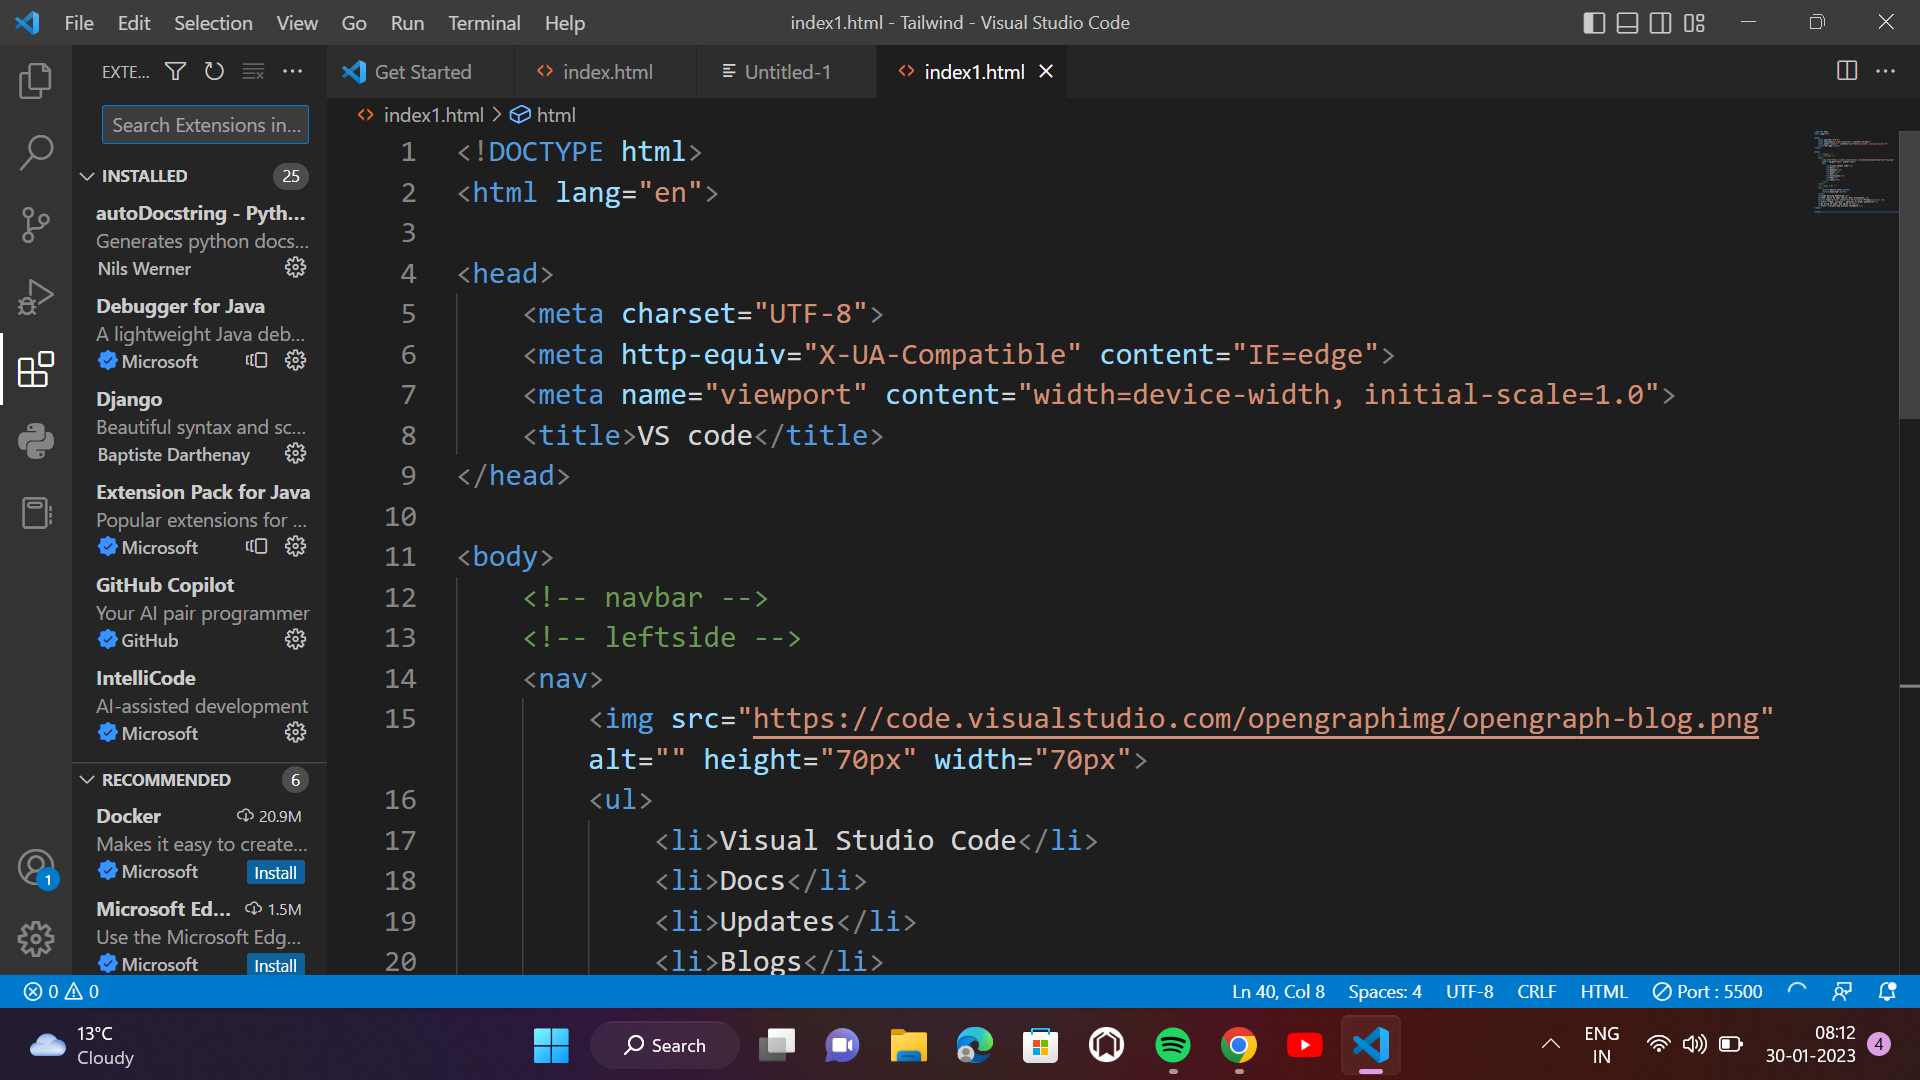 File Edit Selection View Go Run Terminal Help
index1.html - Tailwind - Visual Studio Code
EXTE...
Get Started
index.html
Untitled-1
index1.html
index1.html > html
Search Extensions in...
INSTALLED 25
autoDocstring - Pyth...
Generates python docs...
Nils Werner
Debugger for Java
A lightweight Java deb...
Microsoft
Django
Beautiful syntax and sc...
Baptiste Darthenay
Extension Pack for Java
Popular extensions for ...
Microsoft
GitHub Copilot
Your AI pair programmer
GitHub
IntelliCode
AI-assisted development
Microsoft
RECOMMENDED 6
Docker 20.9M
Makes it easy to create...
Microsoft Install
Microsoft Ed... 1.5M
Use the Microsoft Edg...
Microsoft Install
1
1 <!DOCTYPE html>
2 <html lang="en">
3
4 <head>
5 <meta charset="UTF-8">
6 <meta http-equiv="X-UA-Compatible" content="IE=edge">
7 <meta name="viewport" content="width=device-width, initial-scale=1.0">
8 <title>VS code</title>
9 </head>
10
11 <body>
12 <!-- navbar -->
13 <!-- leftside -->
14 <nav>
15 <img src="https://code.visualstudio.com/opengraphimg/opengraph-blog.png"
alt="" height="70px" width="70px">
16 <ul>
17 <li>Visual Studio Code</li>
18 <li>Docs</li>
19 <li>Updates</li>
20 <li>Blogs</li>
0 0
Ln 40, Col 8 Spaces: 4 UTF-8 CRLF HTML Port : 5500
13°C
Cloudy
Search
ENG
IN
08:12
30-01-2023
4